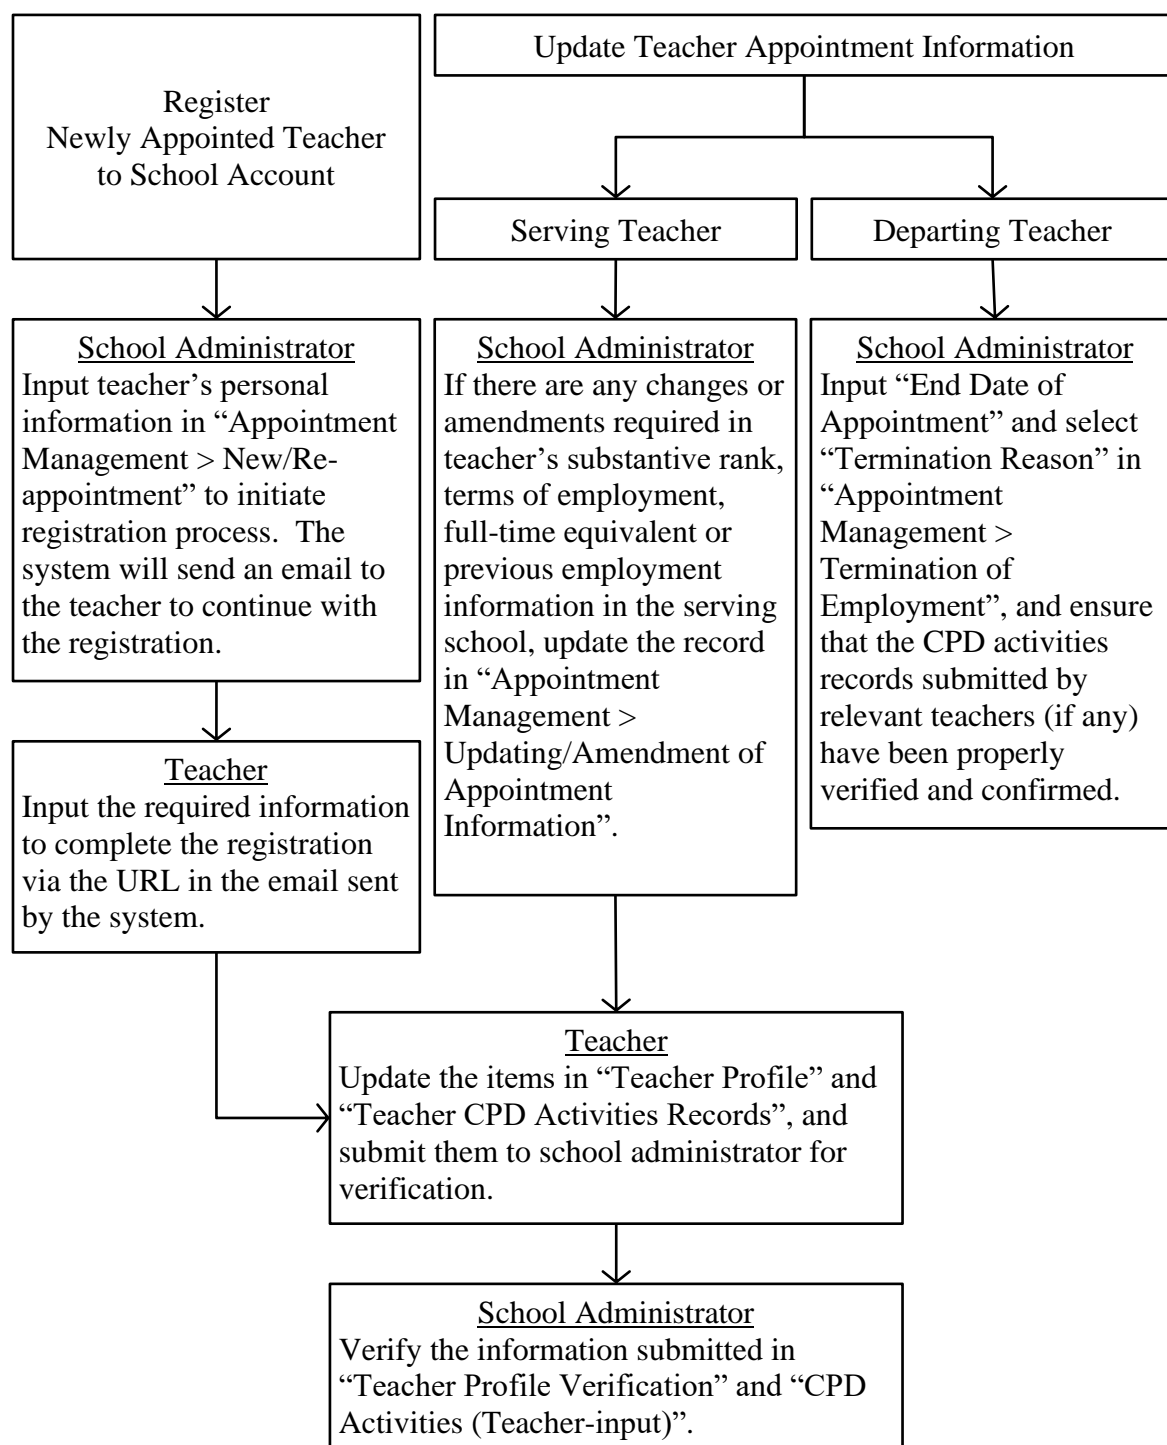 Register
Newly Appointed Teacher
to School Account
Update Teacher Appointment Information
Serving Teacher
Departing Teacher
School Administrator
Input teacher’s personal
information in “Appointment
Management > New/Re-
appointment” to initiate
registration process.  The
system will send an email to
the teacher to continue with
the registration.
School Administrator
If there are any changes or
amendments required in
teacher’s substantive rank,
terms of employment,
full-time equivalent or
previous employment
information in the serving
school, update the record
in “Appointment
Management >
Updating/Amendment of
Appointment
Information”.
School Administrator
Input “End Date of
Appointment” and select
“Termination Reason” in
“Appointment
Management >
Termination of
Employment”, and ensure
that the CPD activities
records submitted by
relevant teachers (if any)
have been properly
verified and confirmed.
Teacher
Input the required information
to complete the registration
via the URL in the email sent
by the system.
Teacher
Update the items in “Teacher Profile” and
“Teacher CPD Activities Records”, and
submit them to school administrator for
verification.
School Administrator
Verify the information submitted in
“Teacher Profile Verification” and “CPD
Activities (Teacher-input)”.